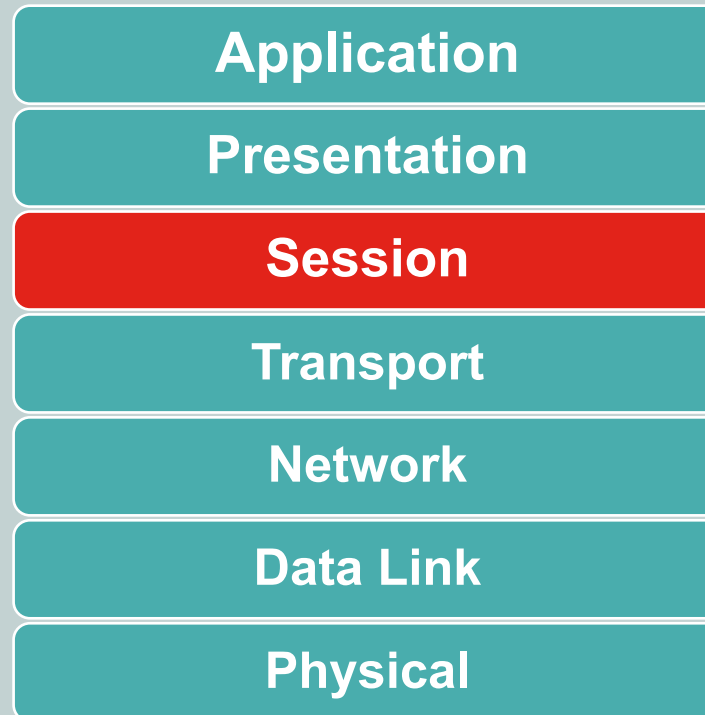 Application
Presentation
Session
Transport
Network
Data Link
Physical